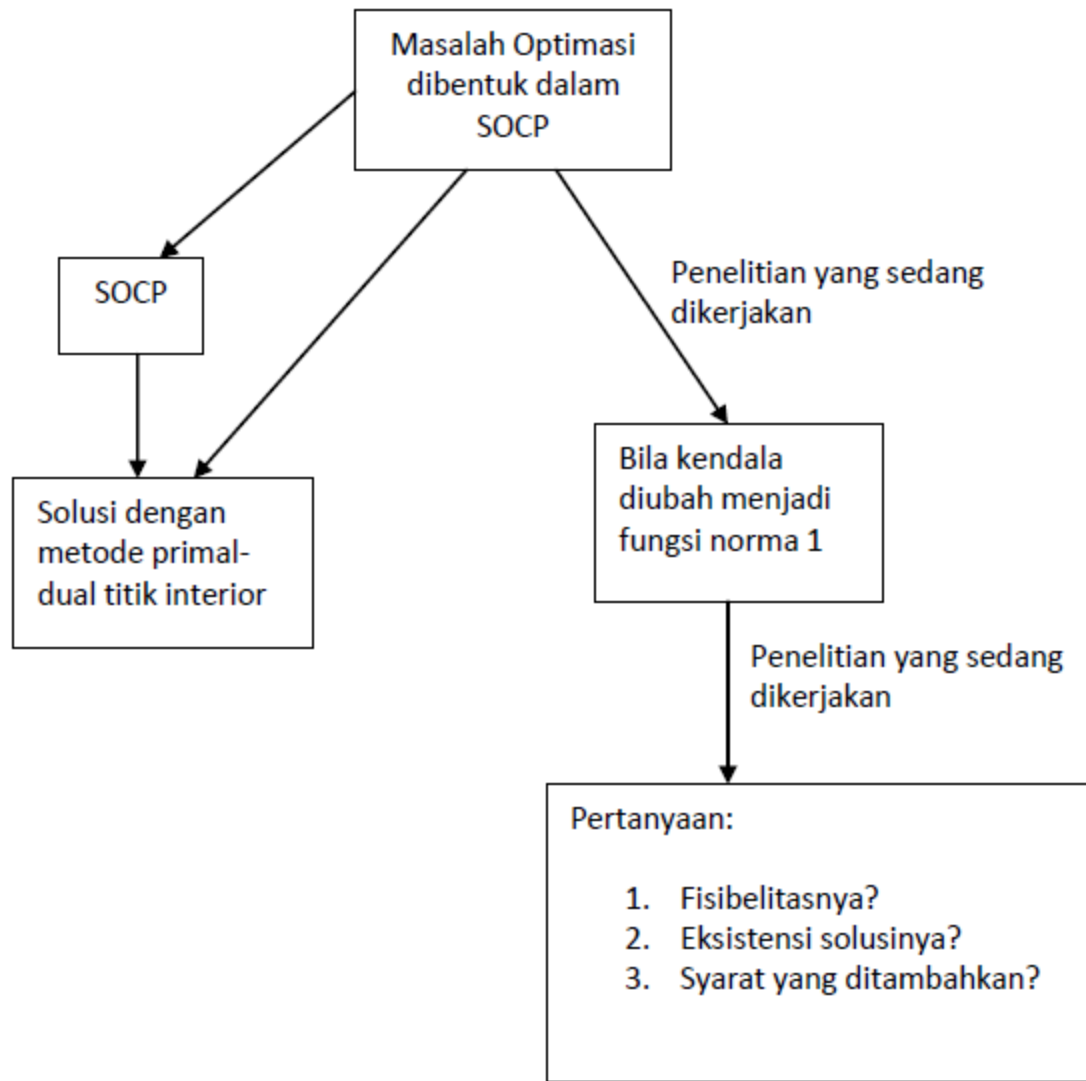 Masalah Optimasi
dibentuk dalam
SOCP
SOCP
Penelitian yang sedang
dikerjakan
Solusi dengan
metode primal-
dual titik interior
Bila kendala
diubah menjadi
fungsi norma 1
Penelitian yang sedang
dikerjakan
Pertanyaan:
1. Fisibelitasnya?
2. Eksistensi solusinya?
3. Syarat yang ditambahkan?